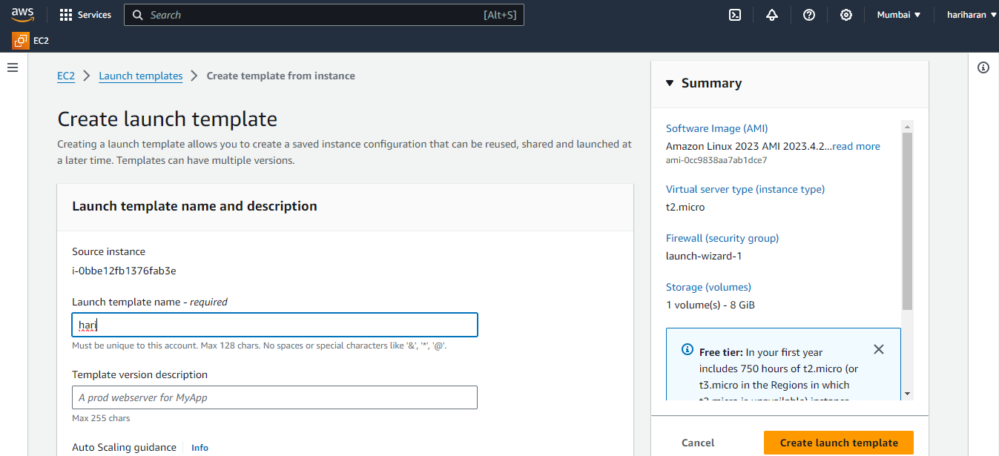 aws
Services
Search
[Alt+S]
Mumbai
hariharan
EC2
EC2
Launch templates
Create template from instance
Create launch template
Creating a launch template allows you to create a saved instance configuration that can be reused, shared and launched at
a later time. Templates can have multiple versions.
Launch template name and description
Source instance
i-0bbe12fb1376fab3e
Launch template name - required
hari
Must be unique to this account. Max 128 chars. No spaces or special characters like '&', '*', '@'.
Template version description
A prod webserver for MyApp
Max 255 chars
Auto Scaling guidance
Info
Summary
Software Image (AMI)
Amazon Linux 2023 AMI 2023.4.2...read more
ami-0cc9838aa7ab1dce7
Virtual server type (instance type)
t2.micro
Firewall (security group)
launch-wizard-1
Storage (volumes)
1 volume(s) - 8 GiB
Free tier: In your first year
includes 750 hours of t2.micro (or
t3.micro in the Regions in which
t2.micro is unavailable) instance
Cancel
Create launch template